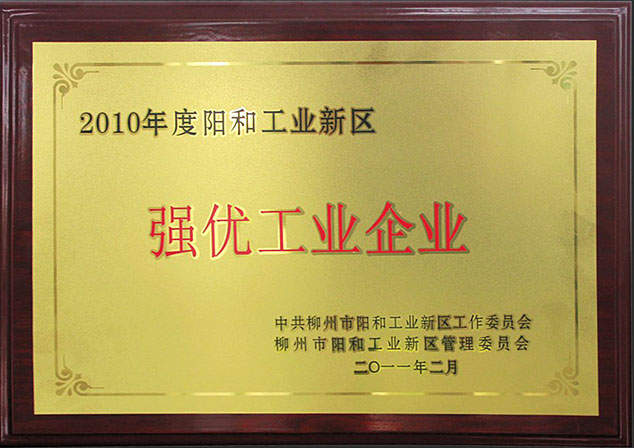 2010年度阳和工业新区
强优工业企业
中共柳州市阳和工业新区工作委员会
柳州市阳和工业新区管理委员会
二〇一一年二月